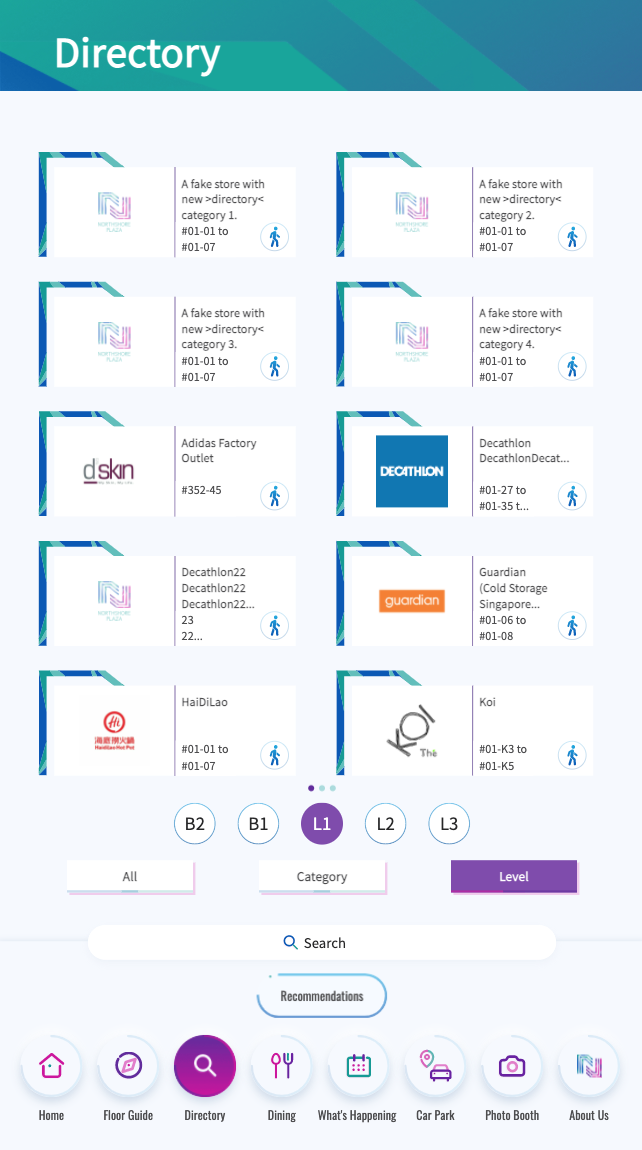 Directory
A fake store with
new >directory<
category 1.
#01-01 to
#01-07
NORTHSHORE
PLAZA
A fake store with
new >directory<
category 2.
#01-01 to
#01-07
NORTHSHORE
PLAZA
A fake store with
new >directory<
category 3.
#01-01 to
#01-07
NORTHSHORE
PLAZA
A fake store with
new >directory<
category 4.
#01-01 to
#01-07
NORTHSHORE
PLAZA
d'skin
Adidas Factory
Outlet
#352-45
DECATHLON
Decathlon
DecathlonDecat...
#01-27 to
#01-35 t...
NORTHSHORE
PLAZA
Decathlon22
Decathlon22
Decathlon22...
23
22...
guardian
Guardian
(Cold Storage
Singapore...
#01-06 to
#01-08
Hi
海底捞火鍋
HaiDiLao Hot Pot
HaiDiLao
#01-01 to
#01-07
KOI
Thé
Koi
#01-K3 to
#01-K5
B2 B1 L1 L2 L3
All Category Level
Search
Recommendations
Home Floor Guide Directory Dining What's Happening Car Park Photo Booth About Us